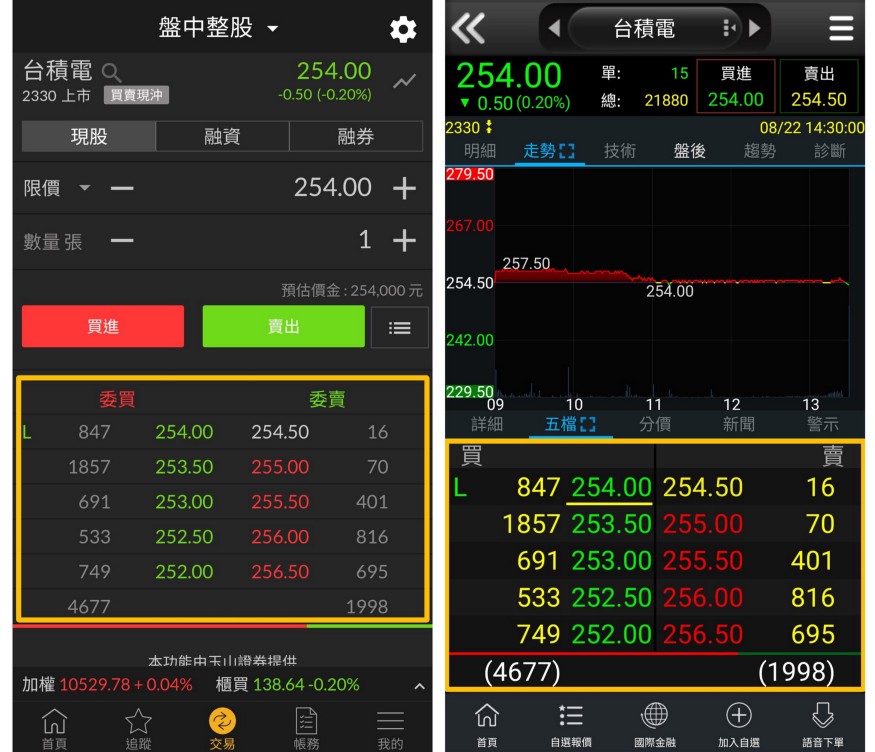 盤中整股
台積電
254.00
2330 上市 買賣現沖
-0.50 (-0.20%)
現股 融資 融券
限價 254.00
數量 張 1
預估價金 : 254,000 元
買進 賣出
委買 委賣
L 847 254.00 254.50 16
1857 253.50 255.00 70
691 253.00 255.50 401
533 252.50 256.00 816
749 252.00 256.50 695
4677 1998
本功能由玉山證券提供
加權 10529.78 + 0.04% 櫃買 138.64 -0.20%
首頁 追蹤 交易 帳務 我的
台積電
254.00 單: 15 買進 賣出
▼ 0.50 (0.20%) 總: 21880 254.00 254.50
2330 08/22 14:30:00
明細 走勢 技術 盤後 趨勢 診斷
279.50
267.00
257.50
254.50
254.00
242.00
229.50
09 10 11 12 13
詳細 五檔 分價 新聞 警示
買 賣
L 847 254.00 254.50 16
1857 253.50 255.00 70
691 253.00 255.50 401
533 252.50 256.00 816
749 252.00 256.50 695
(4677) (1998)
首頁 自選報價 國際金融 加入自選 語音下單